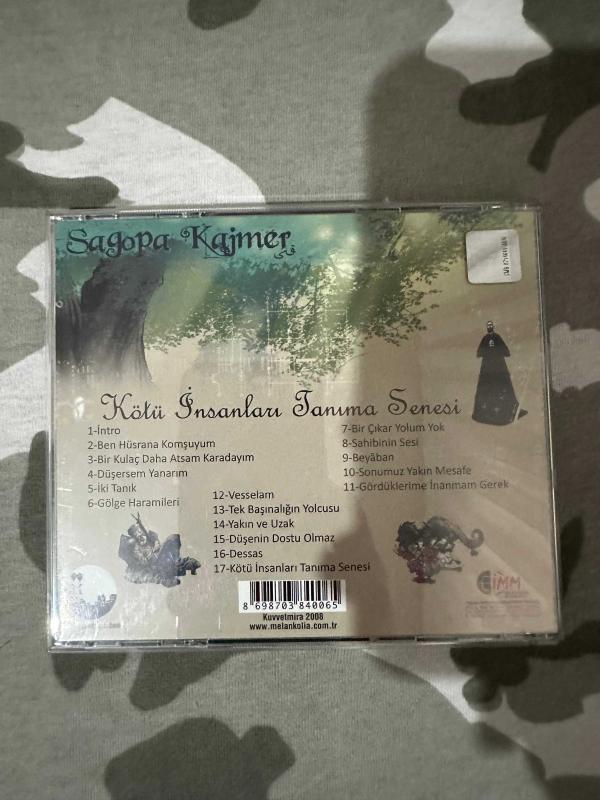 Sagopa Kajmer
Kötü İnsanları Tanıma Senesi
1-İntro
2-Ben Hüsrana Komşuyum
3-Bir Kulaç Daha Atsam Karadayım
4-Düşersem Yanarım
5-İki Tanık
6-Gölge Haramileri
7-Bir Çıkar Yolum Yok
8-Sahibinin Sesi
9-Beyâban
10-Sonumuz Yakın Mesafe
11-Gördüklerime İnanmam Gerek
12-Vesselam
13-Tek Başınalığın Yolcusu
14-Yakın ve Uzak
15-Düşenin Dostu Olmaz
16-Dessas
17-Kötü İnsanları Tanıma Senesi
8 698703 840065
Kuvvetmira 2008
www.melankolia.com.tr
İMM